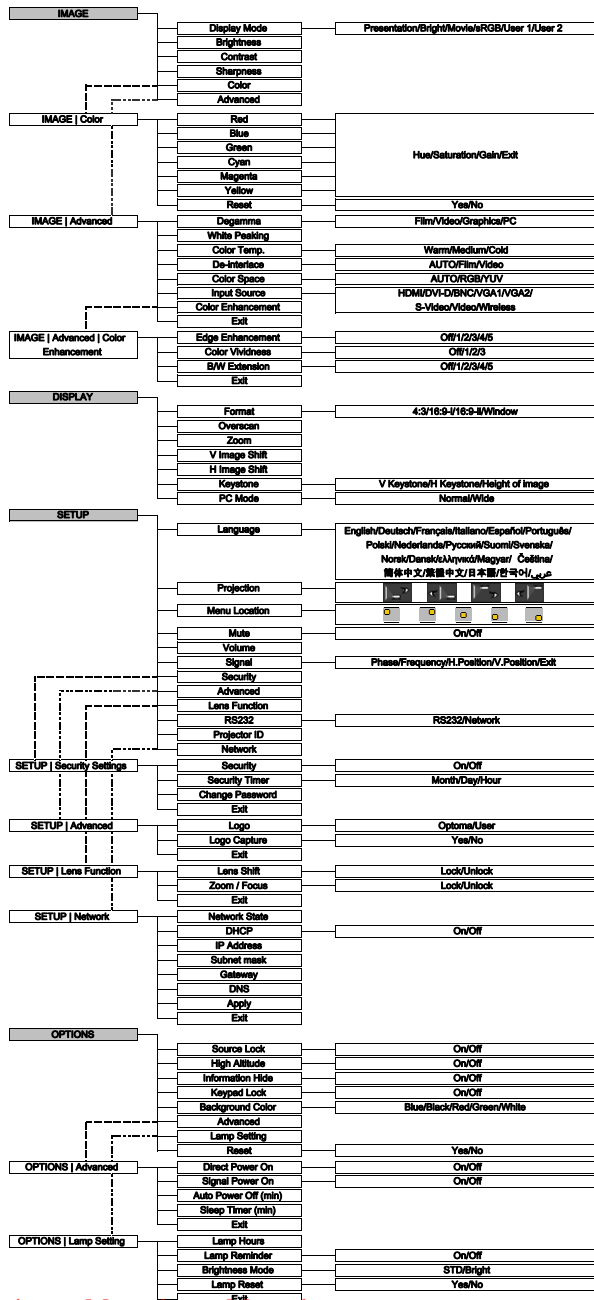 IMAGE
Display Mode Presentation/Bright/Movie/sRGB/User 1/User 2
Brightness
Contrast
Sharpness
Color
Advanced
IMAGE | Color
Red
Blue
Green
Cyan
Magenta
Yellow
Hue/Saturation/Gain/Exit
Reset Yes/No
IMAGE | Advanced
Degamma Film/Video/Graphics/PC
White Peaking
Color Temp. Warm/Medium/Cold
De-interlace AUTO/Film/Video
Color Space AUTO/RGB/YUV
Input Source HDMI/DVI-D/BNC/VGA1/VGA2/
S-Video/Video/Wireless
Color Enhancement
Exit
IMAGE | Advanced | Color
Enhancement
Edge Enhancement Off/1/2/3/4/5
Color Vividness Off/1/2/3
B/W Extension Off/1/2/3/4/5
Exit
DISPLAY
Format 4:3/16:9-I/16:9-II/Window
Overscan
Zoom
V Image Shift
H Image Shift
Keystone V Keystone/H Keystone/Height of image
PC Mode Normal/Wide
SETUP
Language English/Deutsch/Français/Italiano/Español/Português/
Polski/Nederlands/Русский/Suomi/Svenska/
Norsk/Dansk/ελληνικά/Magyar/ Čeština/
简体中文/繁體中文/日本語/한국어/عربي
Projection
Menu Location
Mute On/Off
Volume
Signal Phase/Frequency/H.Position/V.Position/Exit
Security
Advanced
Lens Function
RS232 RS232/Network
Projector ID
Network
SETUP | Security Settings
Security On/Off
Security Timer Month/Day/Hour
Change Password
Exit
SETUP | Advanced
Logo Optoma/User
Logo Capture Yes/No
Exit
SETUP | Lens Function
Lens Shift Lock/Unlock
Zoom / Focus Lock/Unlock
Exit
SETUP | Network
Network State
DHCP On/Off
IP Address
Subnet mask
Gateway
DNS
Apply
Exit
OPTIONS
Source Lock On/Off
High Altitude On/Off
Information Hide On/Off
Keypad Lock On/Off
Background Color Blue/Black/Red/Green/White
Advanced
Lamp Setting
Reset Yes/No
OPTIONS | Advanced
Direct Power On On/Off
Signal Power On On/Off
Auto Power Off (min)
Sleep Timer (min)
Exit
OPTIONS | Lamp Setting
Lamp Hours
Lamp Reminder On/Off
Brightness Mode STD/Bright
Lamp Reset Yes/No
Exit